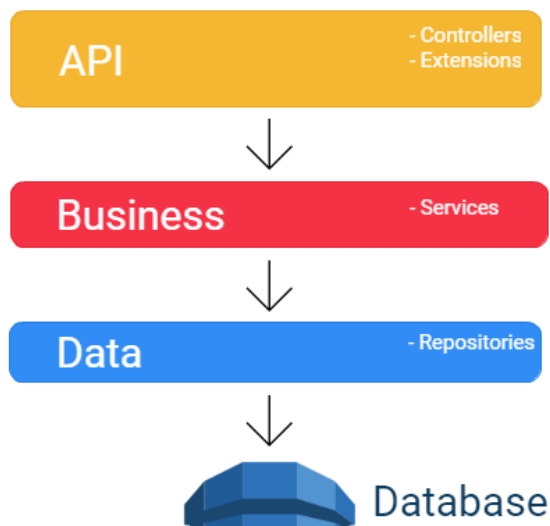 API
- Controllers
- Extensions
Business
- Services
Data
- Repositories
Database